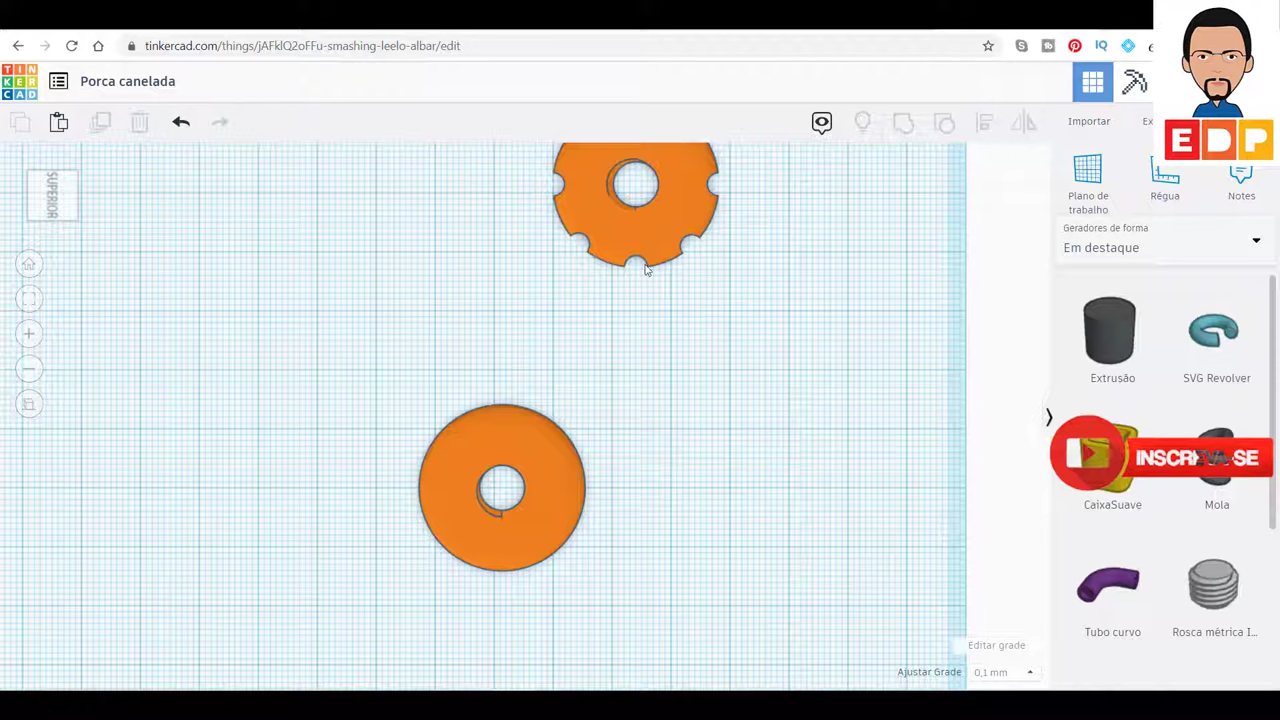 tinkercad.com/things/jAFklQ2oFFu-smashing-leelo-albar/edit
IQ
TIN
KER
CAD
Porca canelada
Importar
EDP
SUPERIOR
Plano de
trabalho
Régua
Notes
Geradores de forma
Em destaque
Extrusão
SVG Revolver
INSCREVA-SE
CaixaSuave
Mola
Tubo curvo
Rosca métrica I...
Editar grade
Ajustar Grade
0,1 mm